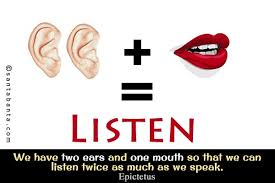 +
=
LISTEN
We have two ears and one mouth so that we can
listen twice as much as we speak.
Epictetus
©santabanta.com